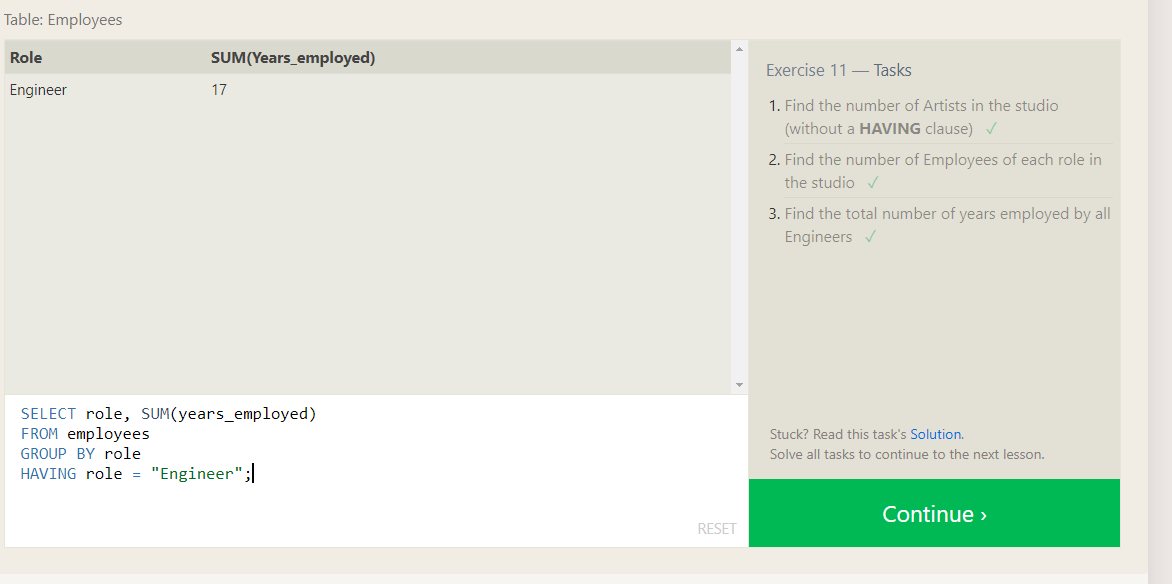 Table: Employees
Role SUM(Years_employed)
Engineer 17
SELECT role, SUM(years_employed)
FROM employees
GROUP BY role
HAVING role = "Engineer";
RESET
Exercise 11 — Tasks
1. Find the number of Artists in the studio
(without a HAVING clause) ✓
2. Find the number of Employees of each role in
the studio ✓
3. Find the total number of years employed by all
Engineers ✓
Stuck? Read this task's Solution.
Solve all tasks to continue to the next lesson.
Continue ›